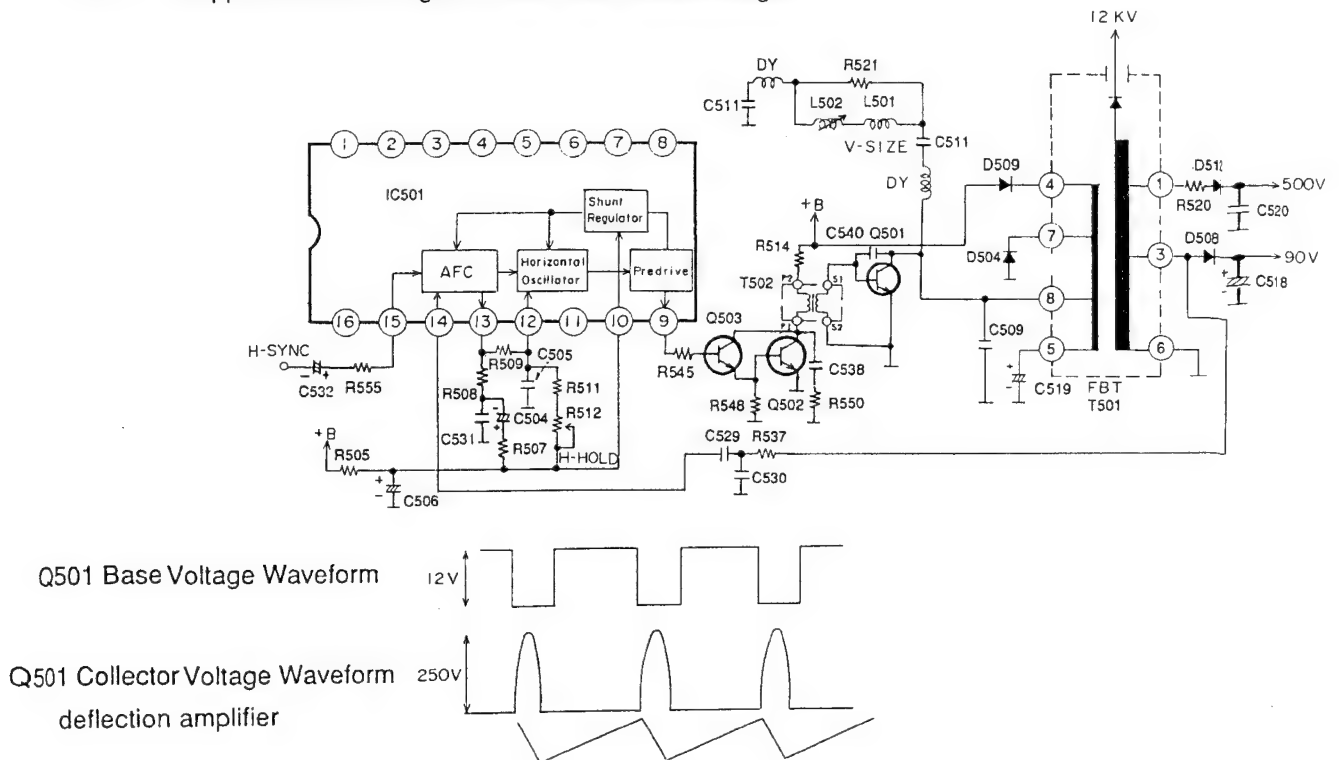 12 KV
DY
R521
C511
L502
L501
V-SIZE
C511
DY
1
2
3
4
5
6
7
8
IC501
Shunt
Regulator
AFC
Horizontal
Oscillator
Predrive
16
15
14
13
12
11
10
9
H-SYNC
C532
R555
R509
C505
R508
R511
R512
C504
C531
R507
H-HOLD
+B
R505
C506
+B
R514
C540
Q501
T502
P2
S1
S2
Q503
R545
R548
Q502
C538
R550
C529
R537
C530
D509
4
7
D504
8
C509
5
C519
FBT
T501
1
R520
500V
C520
3
D508
90V
C518
6
Q501 Base Voltage Waveform
12V
Q501 Collector Voltage Waveform
250V
deflection amplifier